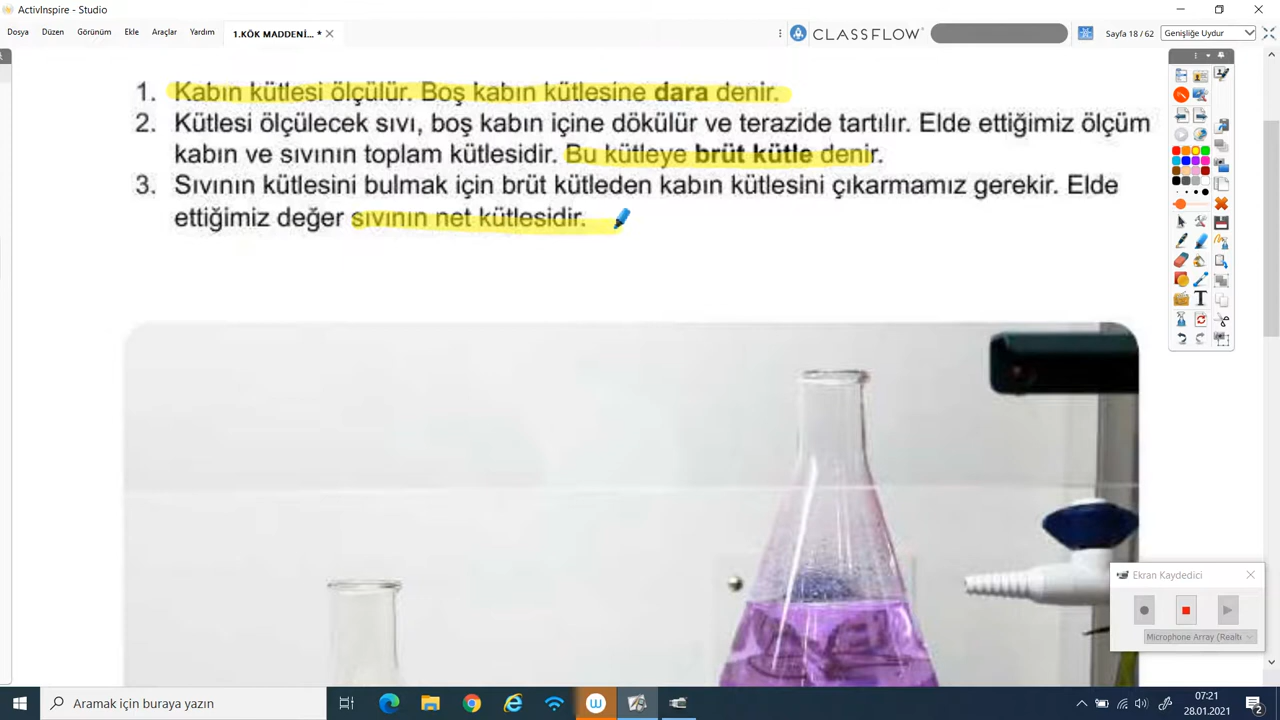 ActivInspire - Studio
Dosya Düzen Görünüm Ekle Araçlar Yardım
1.KÖK MADDENİ... *
CLASSFLOW
Sayfa 18 / 62
Genişliğe Uydur
1. Kabın kütlesi ölçülür. Boş kabın kütlesine dara denir.
2. Kütlesi ölçülecek sıvı, boş kabın içine dökülür ve terazide tartılır. Elde ettiğimiz ölçüm
kabın ve sıvının toplam kütlesidir. Bu kütleye brüt kütle denir.
3. Sıvının kütlesini bulmak için brüt kütleden kabın kütlesini çıkarmamız gerekir. Elde
ettiğimiz değer sıvının net kütlesidir.
Ekran Kaydedici
Microphone Array (Realte
Aramak için buraya yazın
07:21
28.01.2021
2